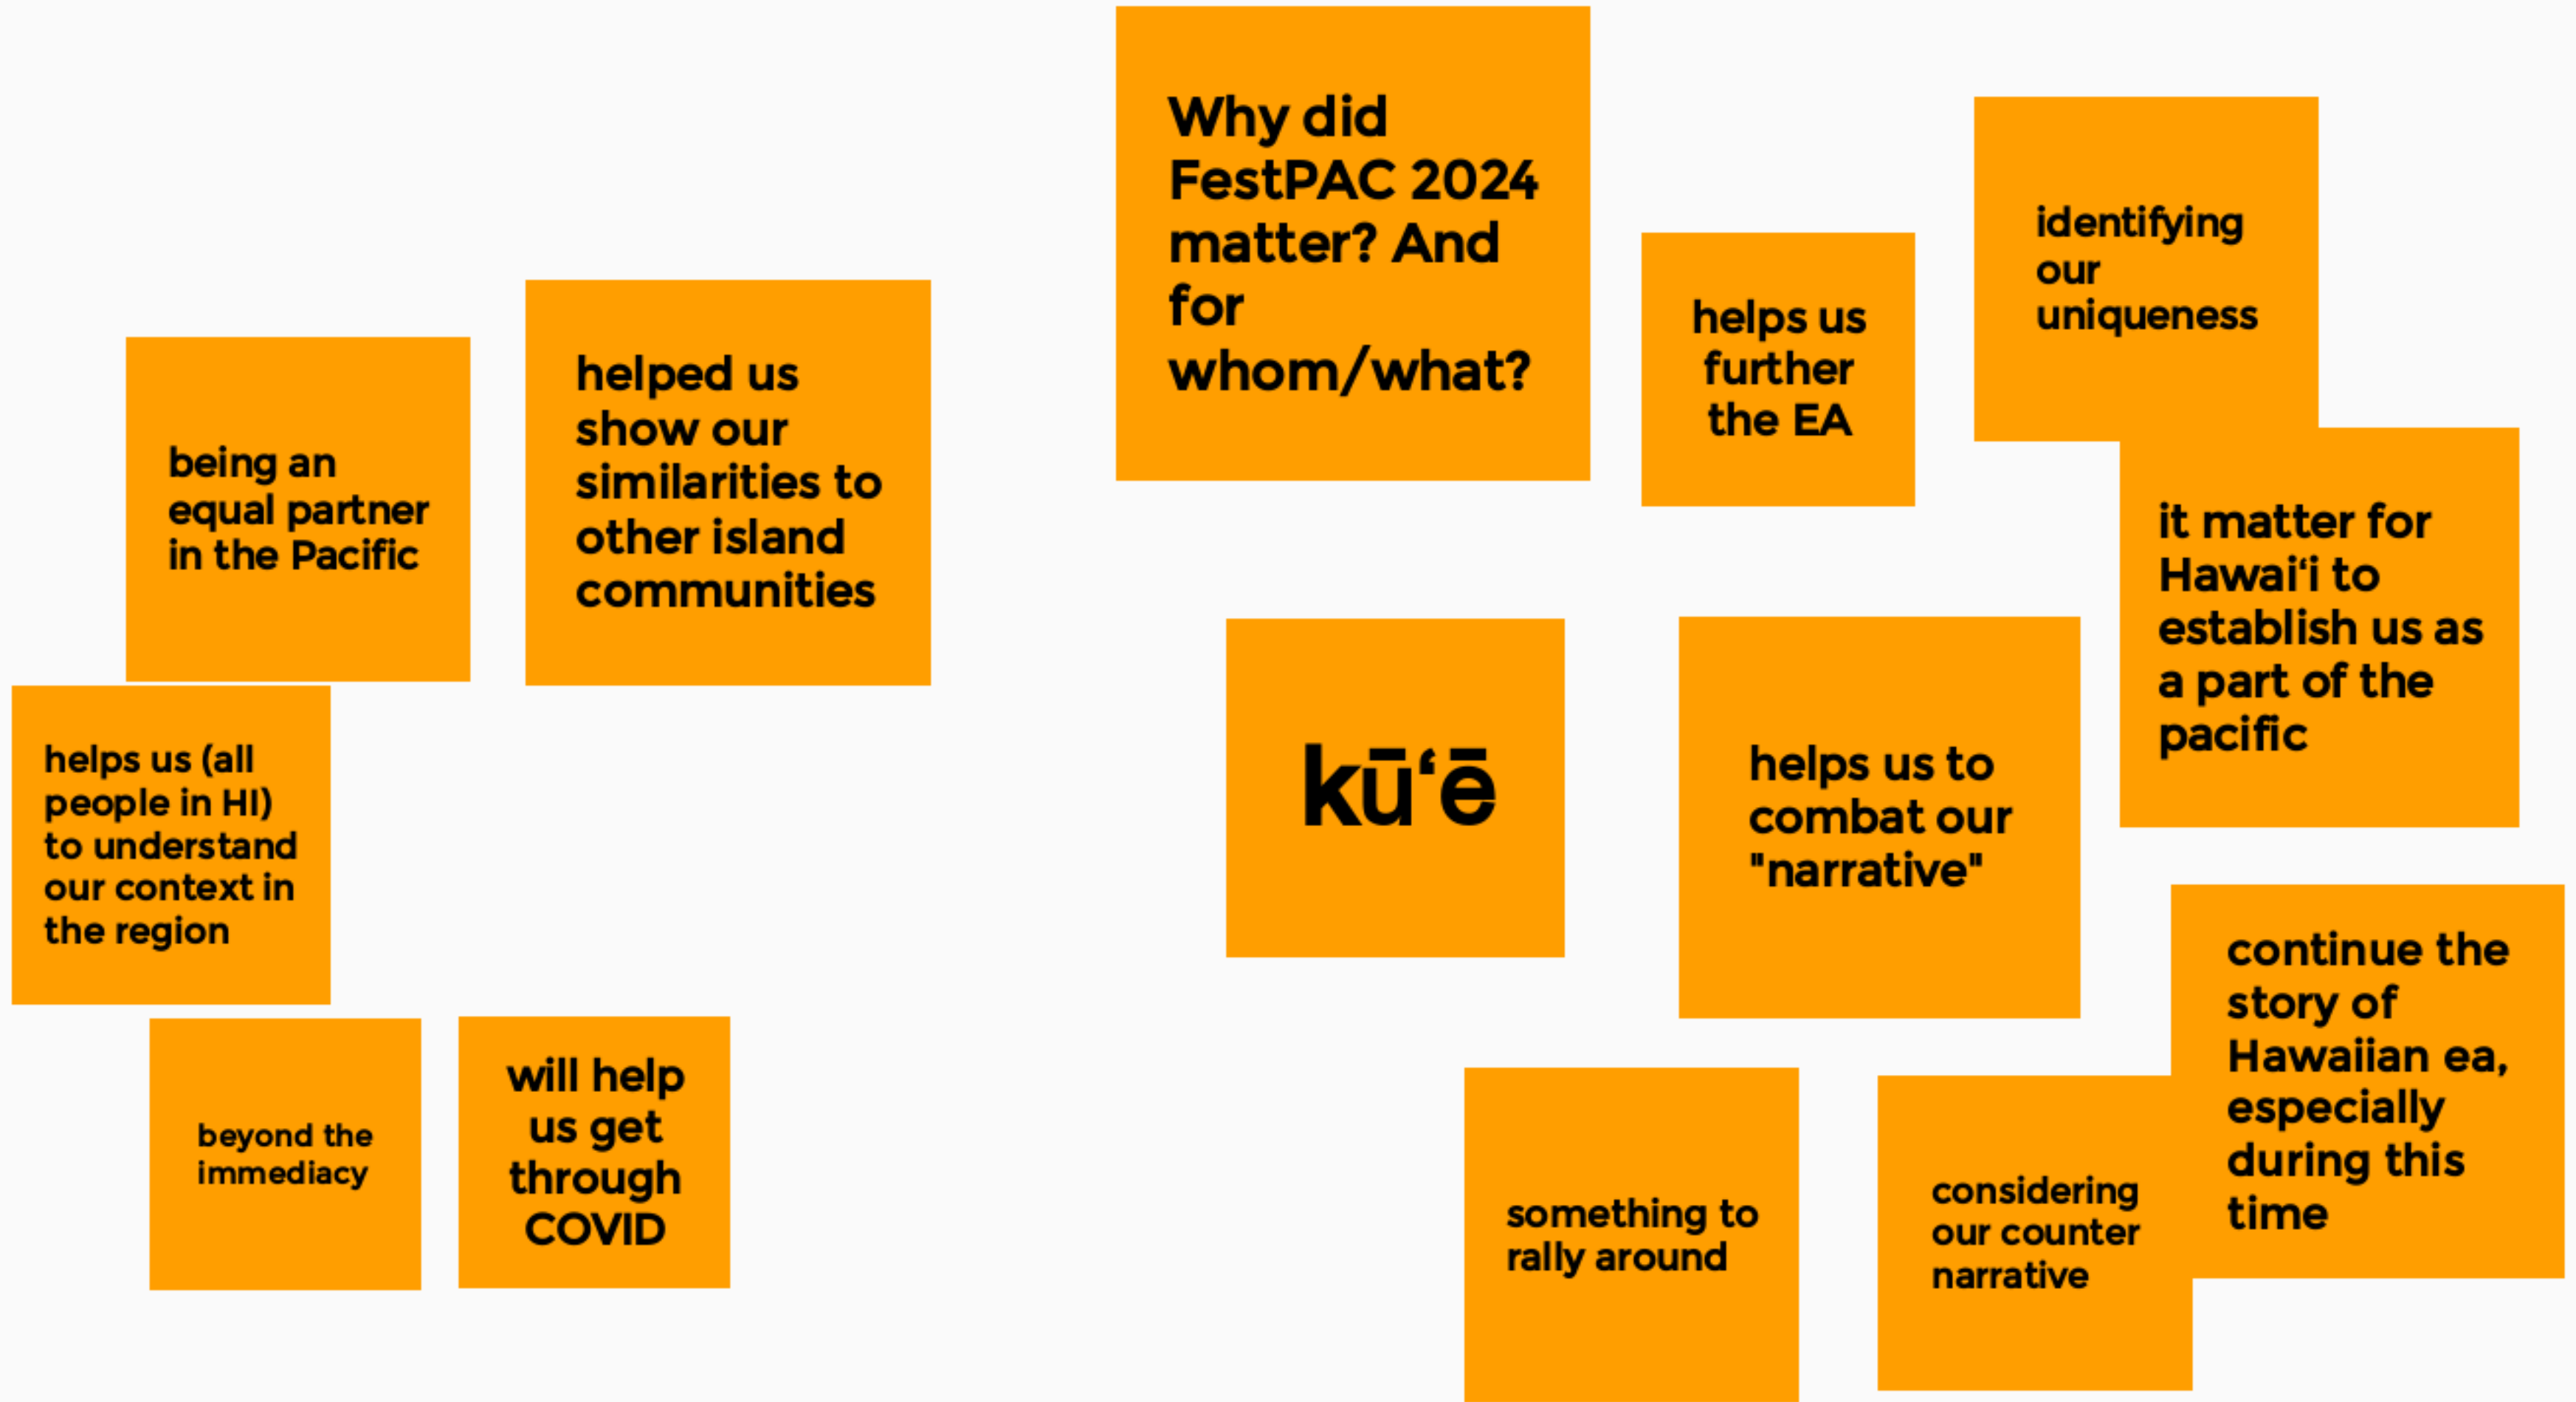 Why did
FestPAC 2024
matter? And
for
whom/what?
being an
equal partner
in the Pacific
helped us
show our
similarities to
other island
communities
helps us (all
people in HI)
to understand
our context in
the region
beyond the
immediacy
will help
us get
through
COVID
helps us
further
the EA
identifying
our
uniqueness
it matter for
Hawaiʻi to
establish us as
a part of the
pacific
kūʻē
helps us to
combat our
"narrative"
continue the
story of
Hawaiian ea,
especially
during this
time
something to
rally around
considering
our counter
narrative